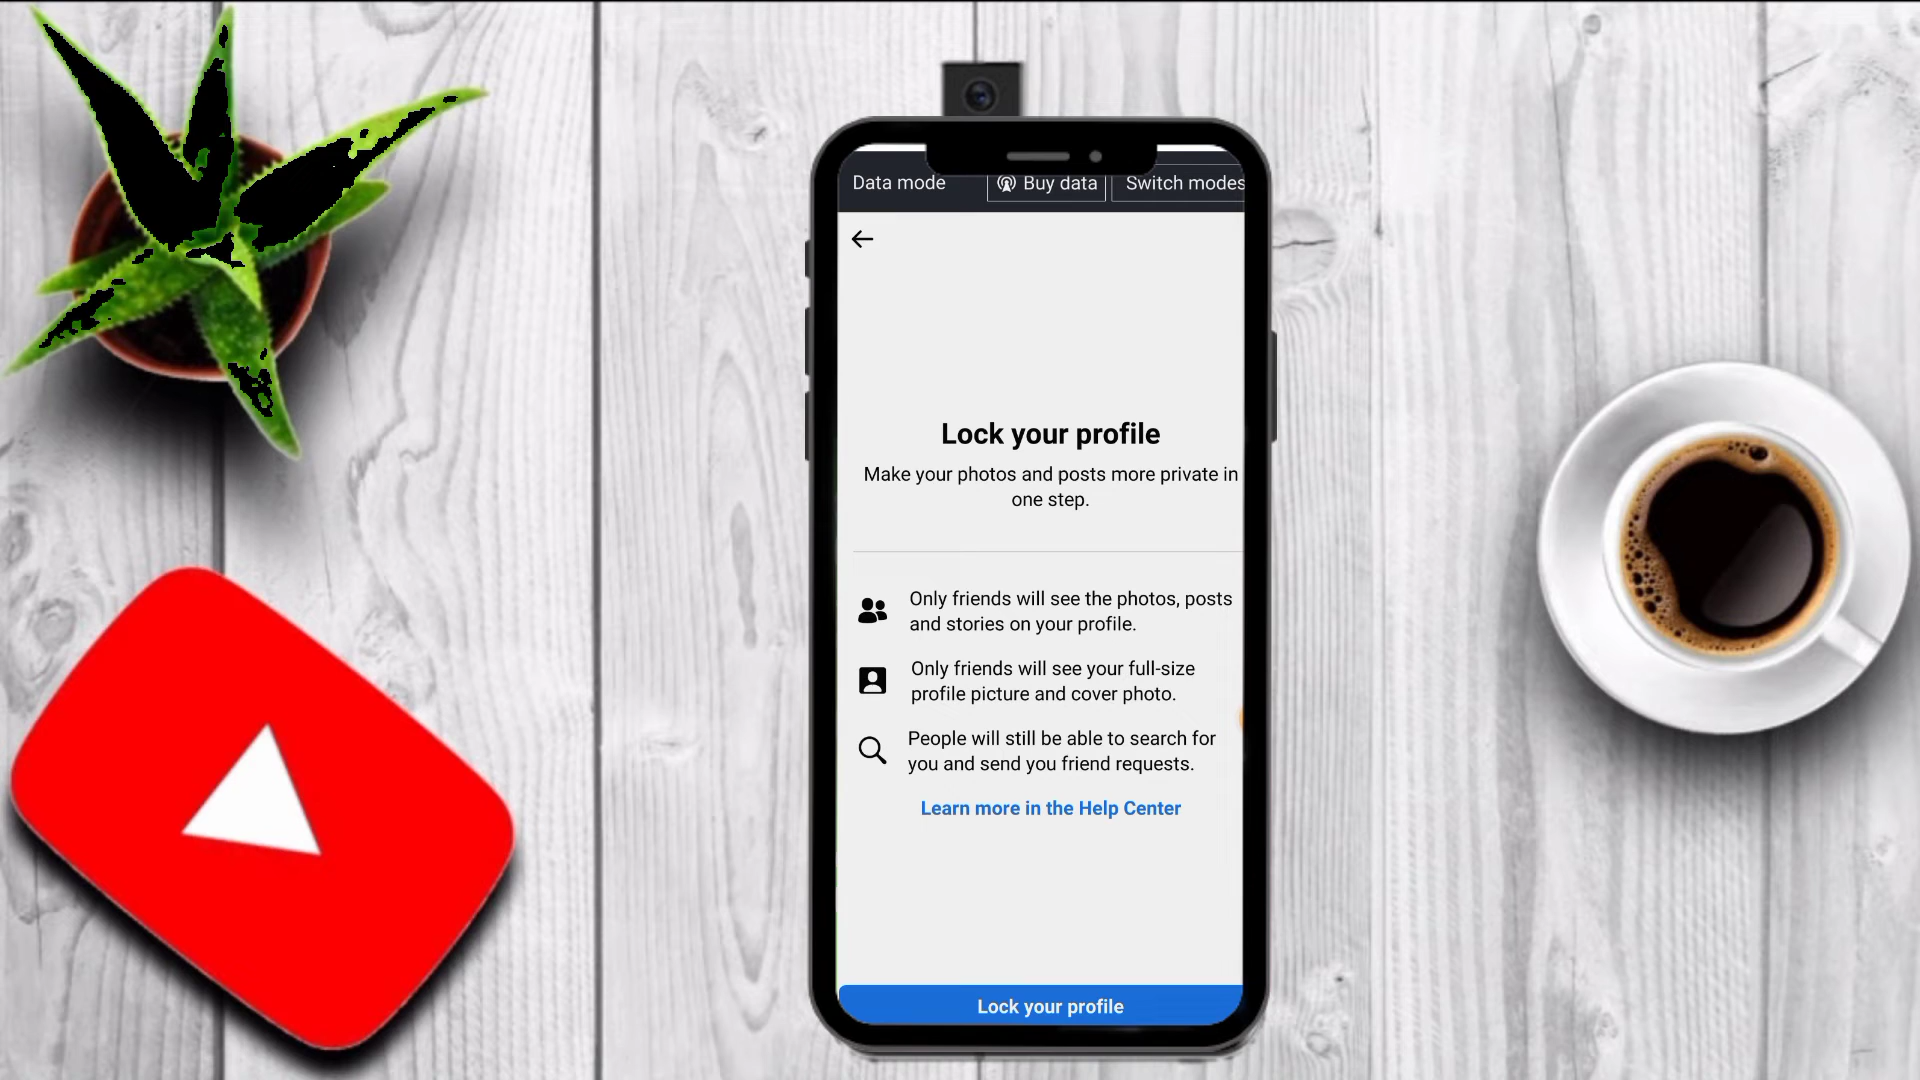 Data mode Buy data Switch modes
Lock your profile
Make your photos and posts more private in
one step.
Only friends will see the photos, posts
and stories on your profile.
Only friends will see your full-size
profile picture and cover photo.
People will still be able to search for
you and send you friend requests.
Learn more in the Help Center
Lock your profile